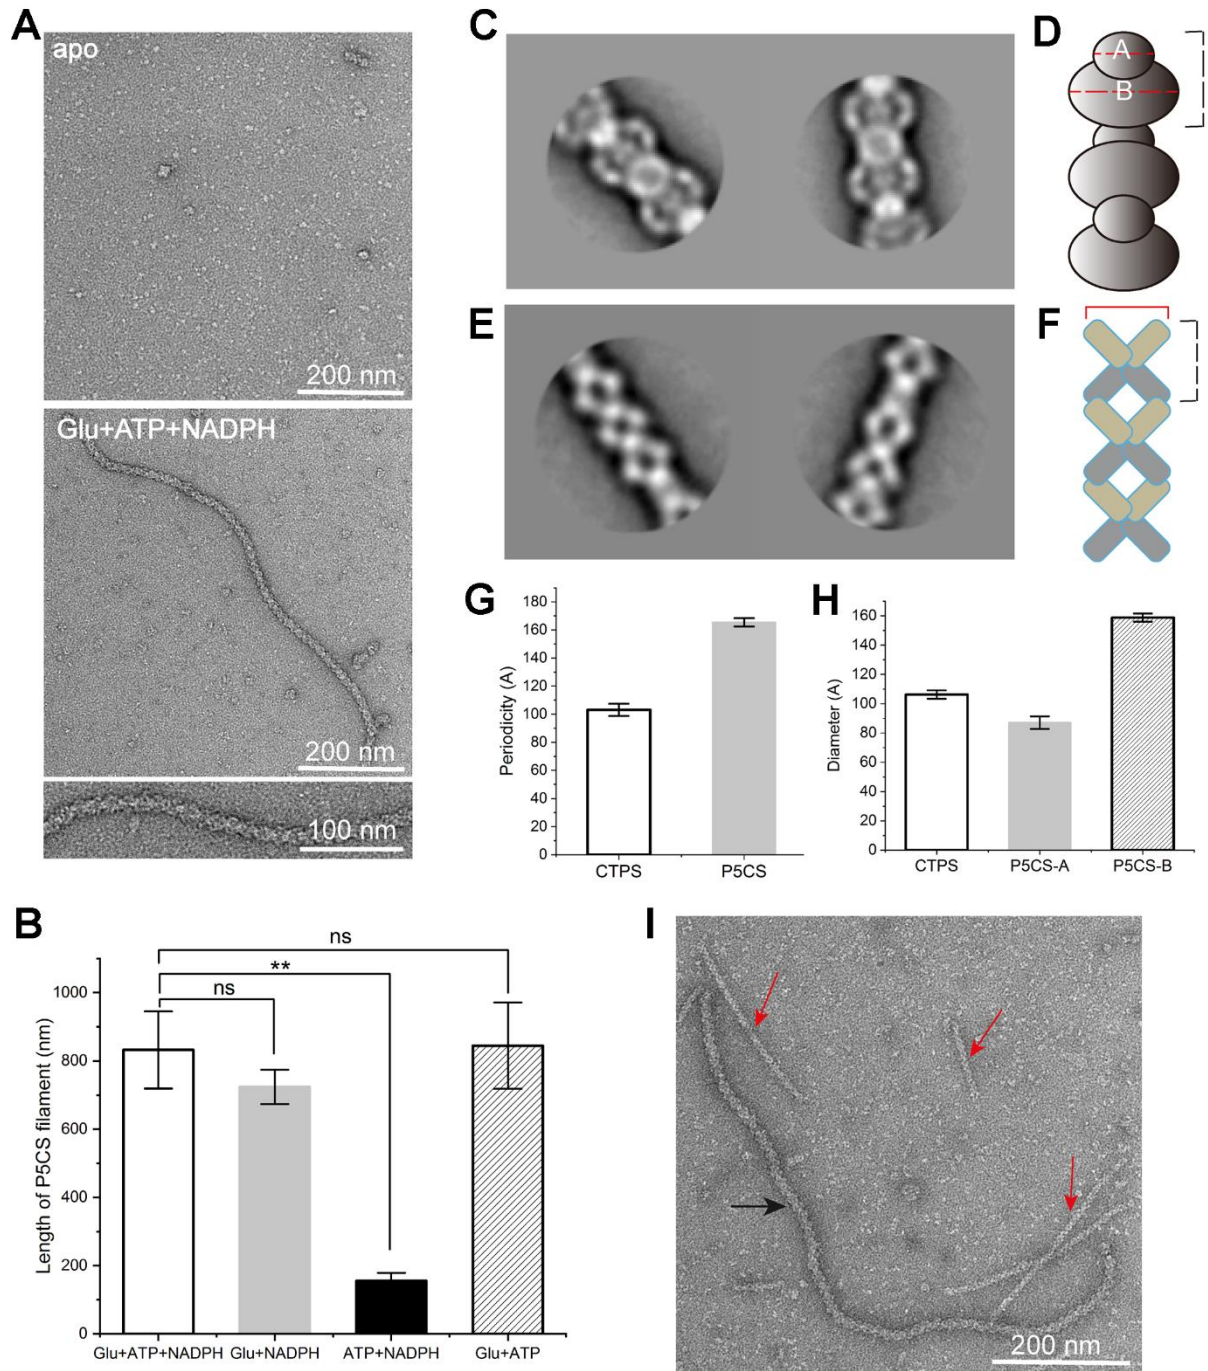 A
apo
200 nm
Glu+ATP+NADPH
200 nm
100 nm
C
D
A
B
E
F
G
Periodicity (A)
180
160
140
120
100
80
60
40
20
0
CTPS
P5CS
H
Diameter (A)
160
140
120
100
80
60
40
20
0
CTPS
P5CS-A
P5CS-B
B
Length of P5CS filament (nm)
1000
800
600
400
200
0
ns
**
ns
Glu+ATP+NADPH
Glu+NADPH
ATP+NADPH
Glu+ATP
I
200 nm